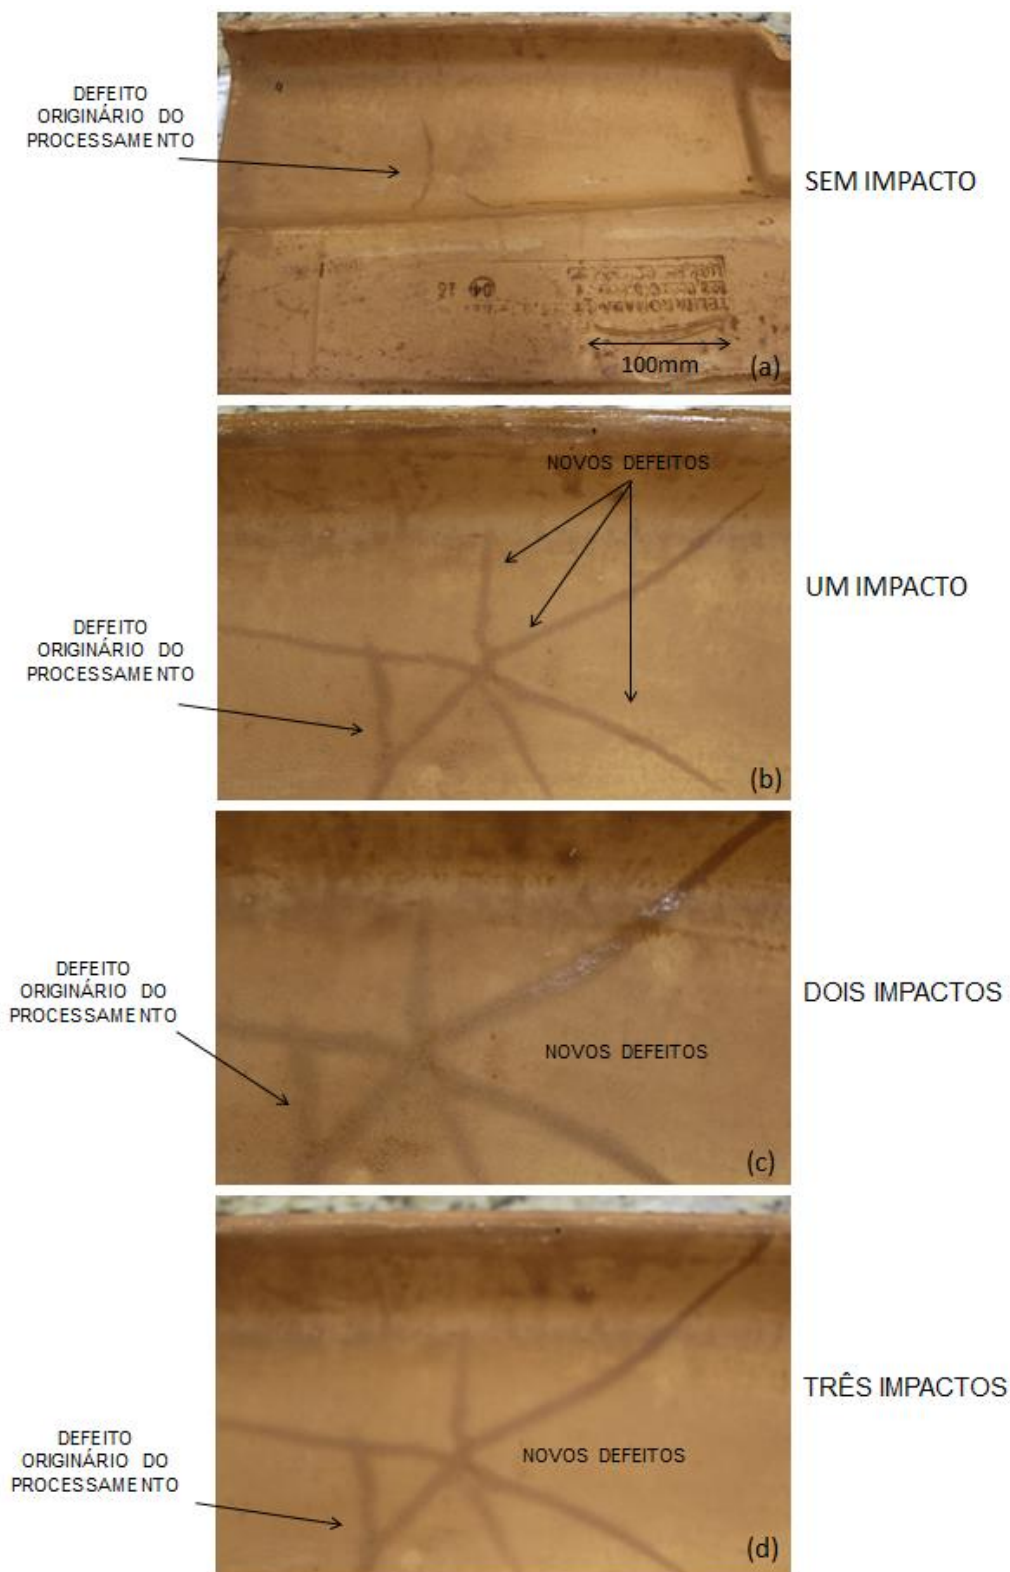 DEFEITO
ORIGINÁRIO DO
PROCESSAMENTO
SEM IMPACTO
100mm
(a)
NOVOS DEFEITOS
DEFEITO
ORIGINÁRIO DO
PROCESSAMENTO
UM IMPACTO
(b)
DEFEITO
ORIGINÁRIO DO
PROCESSAMENTO
DOIS IMPACTOS
NOVOS DEFEITOS
(c)
TRÊS IMPACTOS
DEFEITO
ORIGINÁRIO DO
PROCESSAMENTO
NOVOS DEFEITOS
(d)